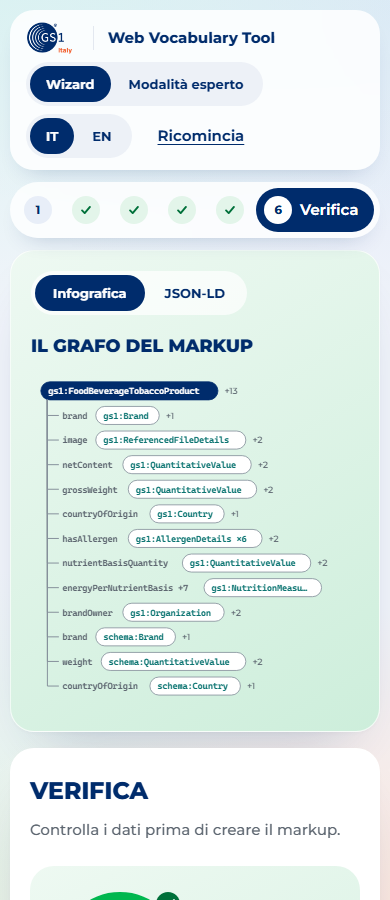 GS1 Italy
Web Vocabulary Tool
Wizard Modalità esperto
IT EN Ricomincia
1 6 Verifica
Infografica JSON-LD
IL GRAFO DEL MARKUP
gs1:FoodBeverageTobaccoProduct +13
brand gs1:Brand +1
image gs1:ReferencedFileDetails +2
netContent gs1:QuantitativeValue +2
grossWeight gs1:QuantitativeValue +2
countryOfOrigin gs1:Country +1
hasAllergen gs1:AllergenDetails ×6 +2
nutrientBasisQuantity gs1:QuantitativeValue +2
energyPerNutrientBasis +7 gs1:NutritionMeasu…
brandOwner gs1:Organization +2
brand schema:Brand +1
weight schema:QuantitativeValue +2
countryOfOrigin schema:Country +1
VERIFICA
Controlla i dati prima di creare il markup.